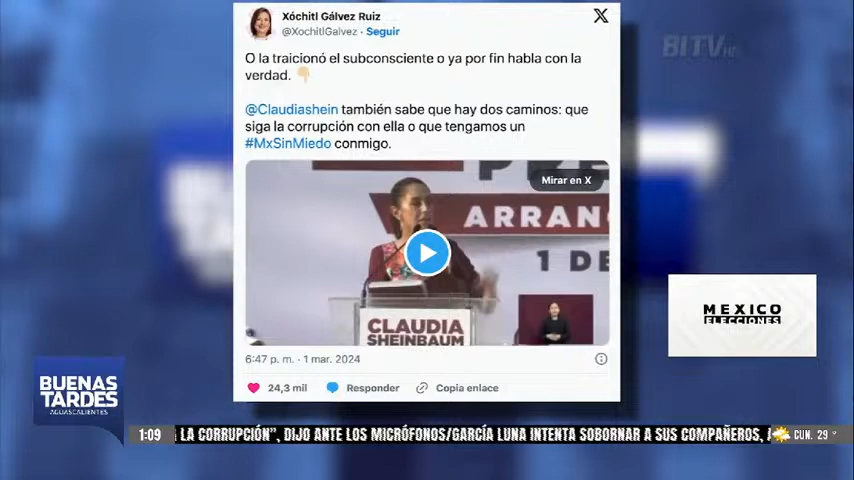 Xóchitl Gálvez Ruiz
@XochitlGalvez · Seguir
O la traicionó el subconsciente o ya por fin habla con la
verdad.
@Claudiashein también sabe que hay dos caminos: que
siga la corrupción con ella o que tengamos un
#MxSinMiedo conmigo.
Mirar en X
ARRAN
1 DE
CLAUDIA
SHEINBAUM
6:47 p. m. · 1 mar. 2024
24,3 mil
Responder
Copia enlace
BITV
MEXICO
ELECCIONES
BUENAS
TARDES
AGUASCALIENTES
1:09
LA CORRUPCIÓN", DIJO ANTE LOS MICRÓFONOS/GARCÍA LUNA INTENTA SOBORNAR A SUS COMPAÑEROS,
CUN. 29 °